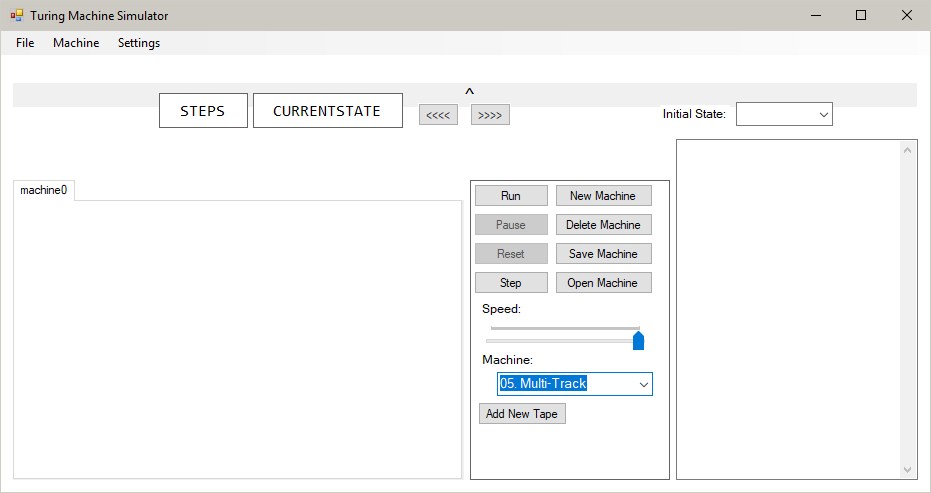 Turing Machine Simulator
File Machine Settings
^
STEPS CURRENTSTATE <<<< >>>> Initial State:
machine0
Run New Machine
Pause Delete Machine
Reset Save Machine
Step Open Machine
Speed:
Machine:
05. Multi-Track
Add New Tape